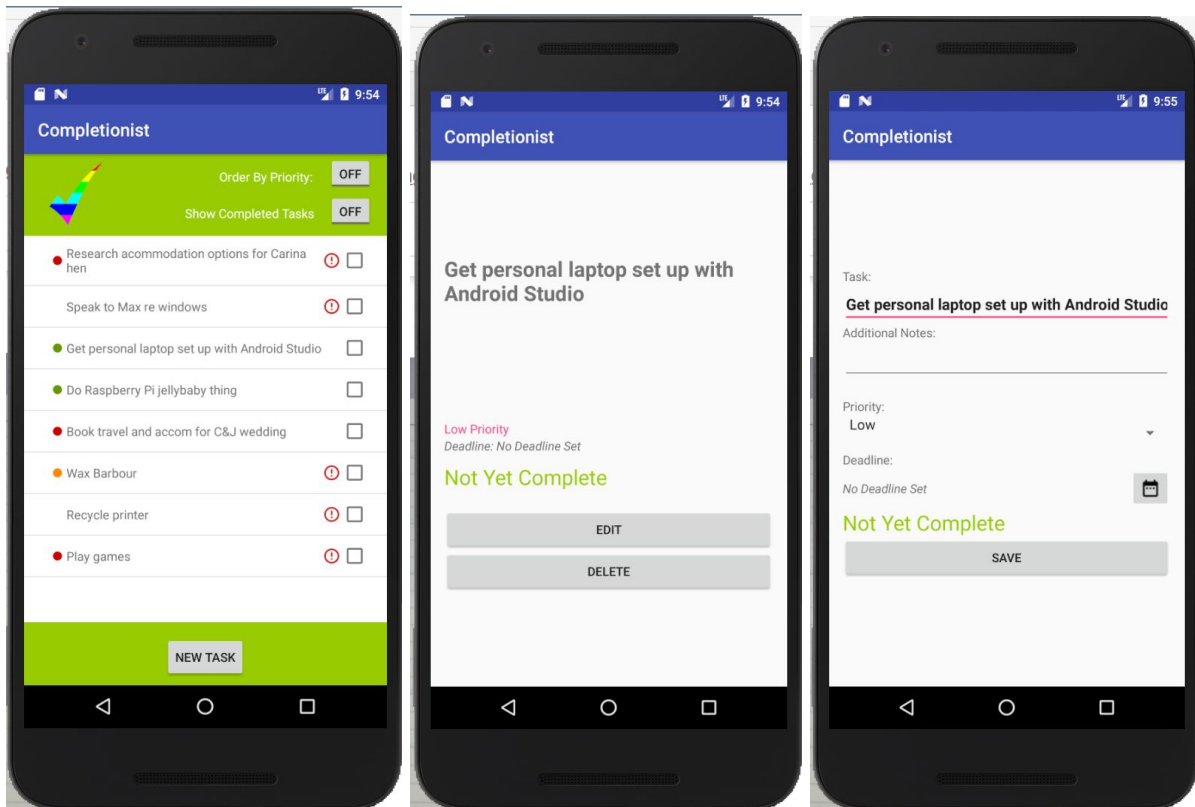 LTE 9:54
Completionist
Order By Priority: OFF
Show Completed Tasks OFF
Research acommodation options for Carina
hen
Speak to Max re windows
Get personal laptop set up with Android Studio
Do Raspberry Pi jellybaby thing
Book travel and accom for C&J wedding
Wax Barbour
Recycle printer
Play games
NEW TASK
LTE 9:54
Completionist
Get personal laptop set up with
Android Studio
Low Priority
Deadline: No Deadline Set
Not Yet Complete
EDIT
DELETE
LTE 9:55
Completionist
Task:
Get personal laptop set up with Android Studio
Additional Notes:
Priority:
Low
Deadline:
No Deadline Set
Not Yet Complete
SAVE